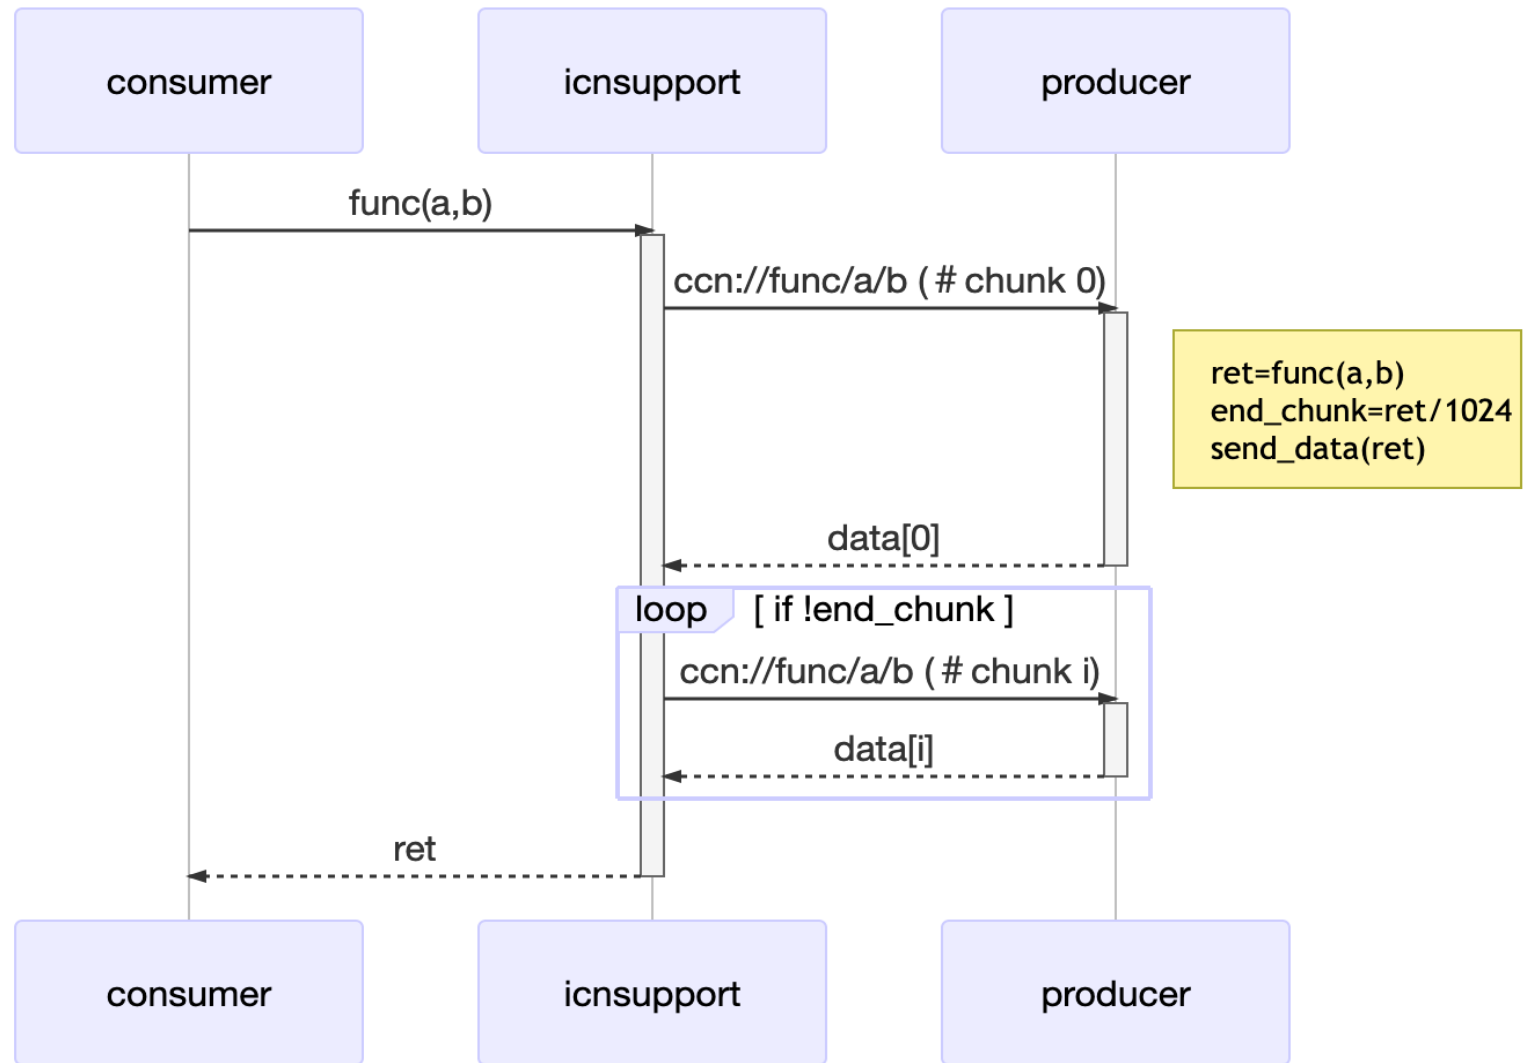 consumer
icnsupport
producer
func(a,b)
ccn://func/a/b ( # chunk 0)
ret=func(a,b)
end_chunk=ret/1024
send_data(ret)
data[0]
loop
[ if !end_chunk ]
ccn://func/a/b ( # chunk i)
data[i]
ret
consumer
icnsupport
producer